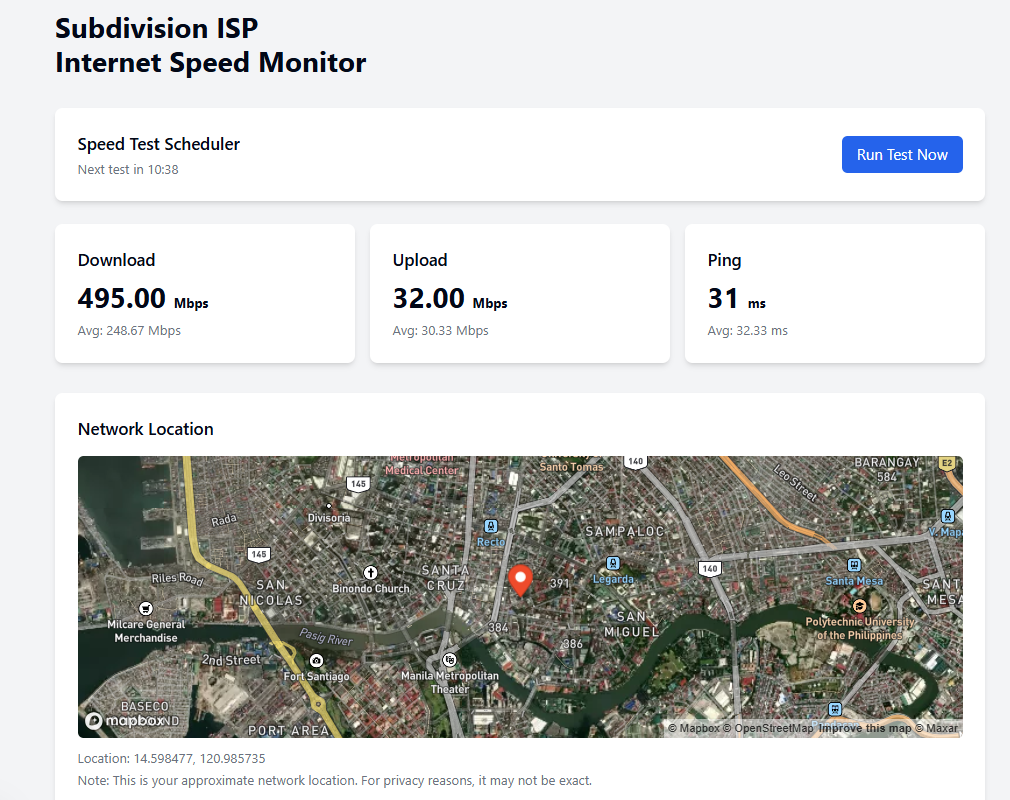 Subdivision ISP
Internet Speed Monitor
Speed Test Scheduler
Next test in 10:38
Run Test Now
Download
495.00 Mbps
Avg: 248.67 Mbps
Upload
32.00 Mbps
Avg: 30.33 Mbps
Ping
31 ms
Avg: 32.33 ms
Network Location
Metropolitan
Medical Center
Santo Tomas
140
BARANGAY
584
E2
145
Leo Street
Rada
Divisoria
Recto
SAMPALOC
Y. Mapa
145
140
Riles Road
SAN
NICOLAS
Binondo Church
SANTA
CRUZ
391
Legarda
Santa Mesa
SANT
MESA
Milcare General
Merchandise
Pasig River
384
386
SAN
MIGUEL
Polytechnic University
of the Philippines
2nd Street
Fort Santiago
Manila Metropolitan
Theater
BASECO
mapbox
PORT AREA
© Mapbox © OpenStreetMap Improve this map © Maxar
Location: 14.598477, 120.985735
Note: This is your approximate network location. For privacy reasons, it may not be exact.